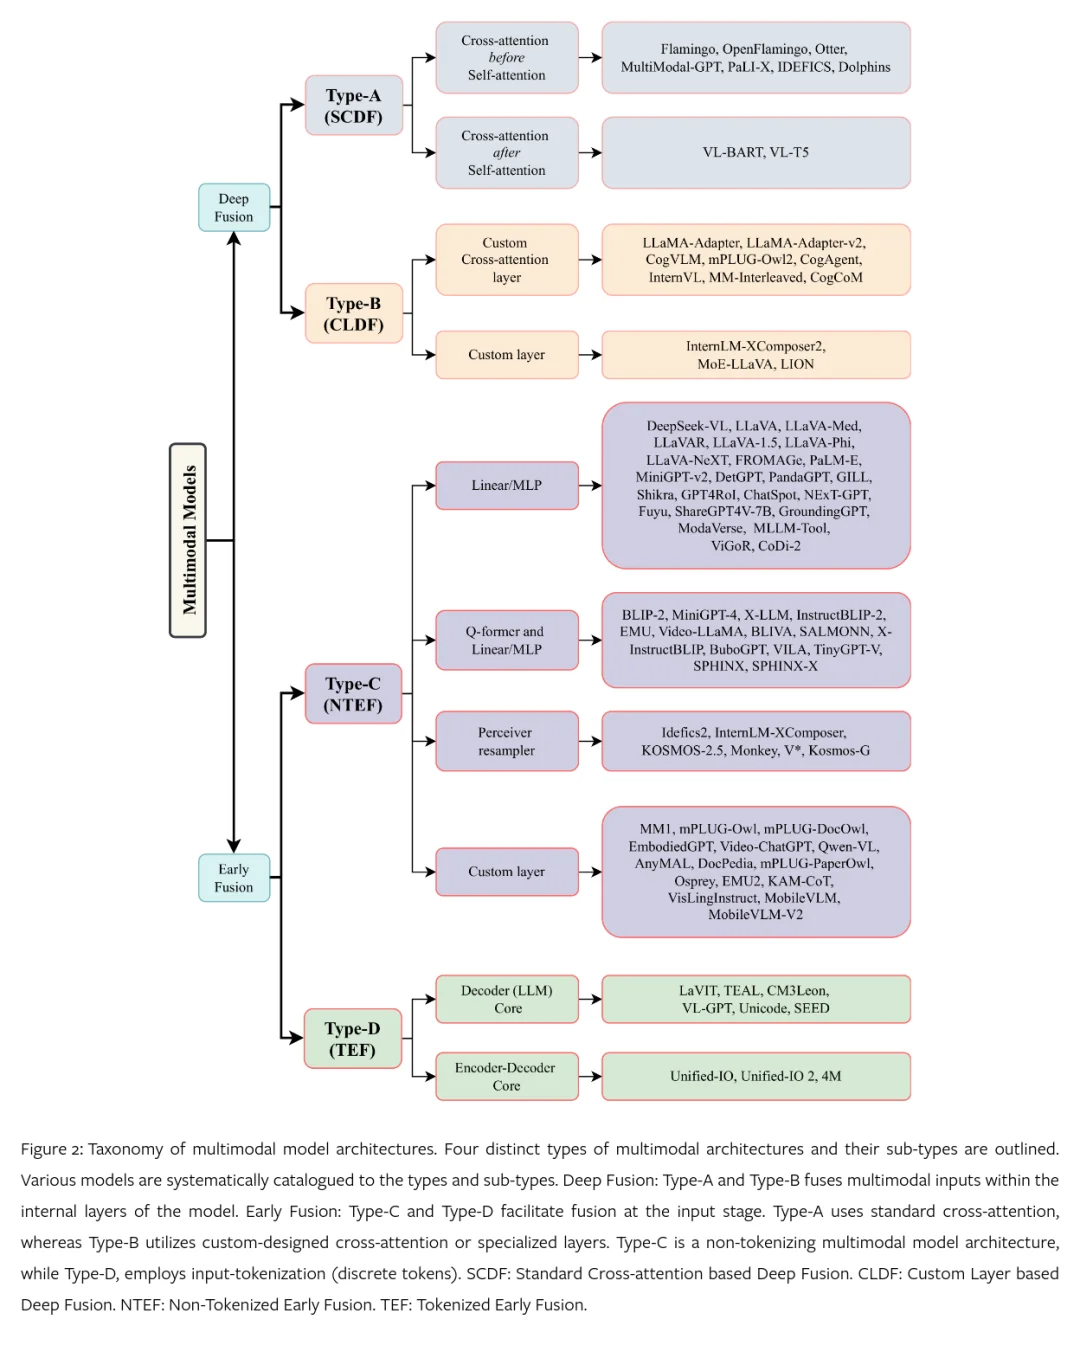 Multimodal Models
Deep
Fusion
Type-A
(SCDF)
Cross-attention
before
Self-attention
Flamingo, OpenFlamingo, Otter,
MultiModal-GPT, PaLI-X, IDEFICS, Dolphins
Cross-attention
after
Self-attention
VL-BART, VL-T5
Type-B
(CLDF)
Custom
Cross-attention
layer
LLaMA-Adapter, LLaMA-Adapter-v2,
CogVLM, mPLUG-Owl2, CogAgent,
InternVL, MM-Interleaved, CogCoM
Custom layer
InternLM-XComposer2,
MoE-LLaVA, LION
Early
Fusion
Type-C
(NTEF)
Linear/MLP
DeepSeek-VL, LLaVA, LLaVA-Med,
LLaVAR, LLaVA-1.5, LLaVA-Phi,
LLaVA-NeXT, FROMAGe, PaLM-E,
MiniGPT-v2, DetGPT, PandaGPT, GILL,
Shikra, GPT4RoI, ChatSpot, NExT-GPT,
Fuyu, ShareGPT4V-7B, GroundingGPT,
ModaVerse, MLLM-Tool,
ViGoR, CoDi-2
Q-former and
Linear/MLP
BLIP-2, MiniGPT-4, X-LLM, InstructBLIP-2,
EMU, Video-LLaMA, BLIVA, SALMONN, X-
InstructBLIP, BuboGPT, VILA, TinyGPT-V,
SPHINX, SPHINX-X
Perceiver
resampler
Idefics2, InternLM-XComposer,
KOSMOS-2.5, Monkey, V*, Kosmos-G
Custom layer
MM1, mPLUG-Owl, mPLUG-DocOwl,
EmbodiedGPT, Video-ChatGPT, Qwen-VL,
AnyMAL, DocPedia, mPLUG-PaperOwl,
Osprey, EMU2, KAM-CoT,
VisLingInstruct, MobileVLM,
MobileVLM-V2
Type-D
(TEF)
Decoder (LLM)
Core
LaVIT, TEAL, CM3Leon,
VL-GPT, Unicode, SEED
Encoder-Decoder
Core
Unified-IO, Unified-IO 2, 4M
Figure 2: Taxonomy of multimodal model architectures. Four distinct types of multimodal architectures and their sub-types are outlined.
Various models are systematically catalogued to the types and sub-types. Deep Fusion: Type-A and Type-B fuses multimodal inputs within the
internal layers of the model. Early Fusion: Type-C and Type-D facilitate fusion at the input stage. Type-A uses standard cross-attention,
whereas Type-B utilizes custom-designed cross-attention or specialized layers. Type-C is a non-tokenizing multimodal model architecture,
while Type-D, employs input-tokenization (discrete tokens). SCDF: Standard Cross-attention based Deep Fusion. CLDF: Custom Layer based
Deep Fusion. NTEF: Non-Tokenized Early Fusion. TEF: Tokenized Early Fusion.